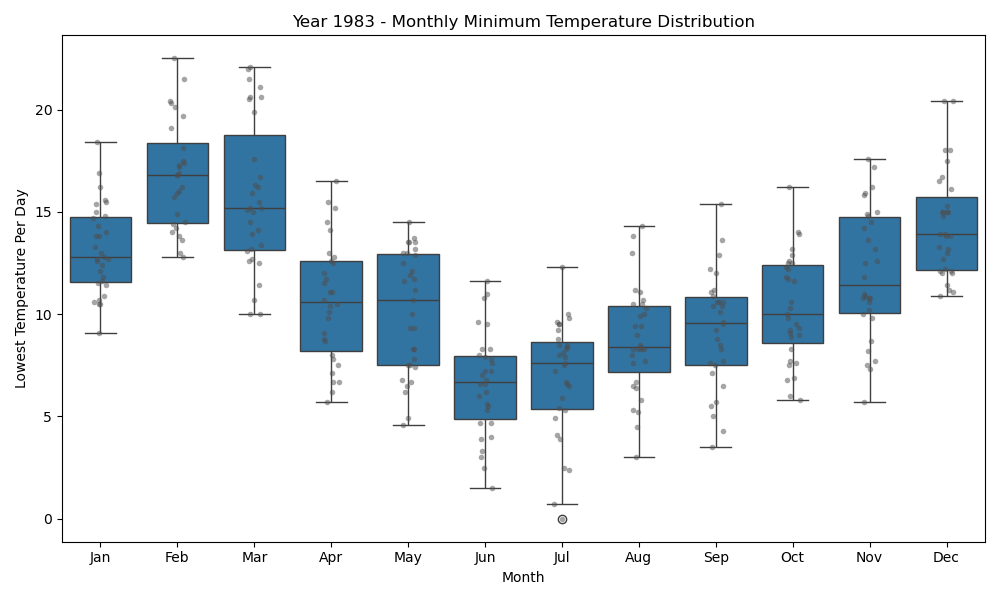 Year 1983 - Monthly Minimum Temperature Distribution
Lowest Temperature Per Day
20
15
10
5
0
Jan Feb Mar Apr May Jun Jul Aug Sep Oct Nov Dec
Month